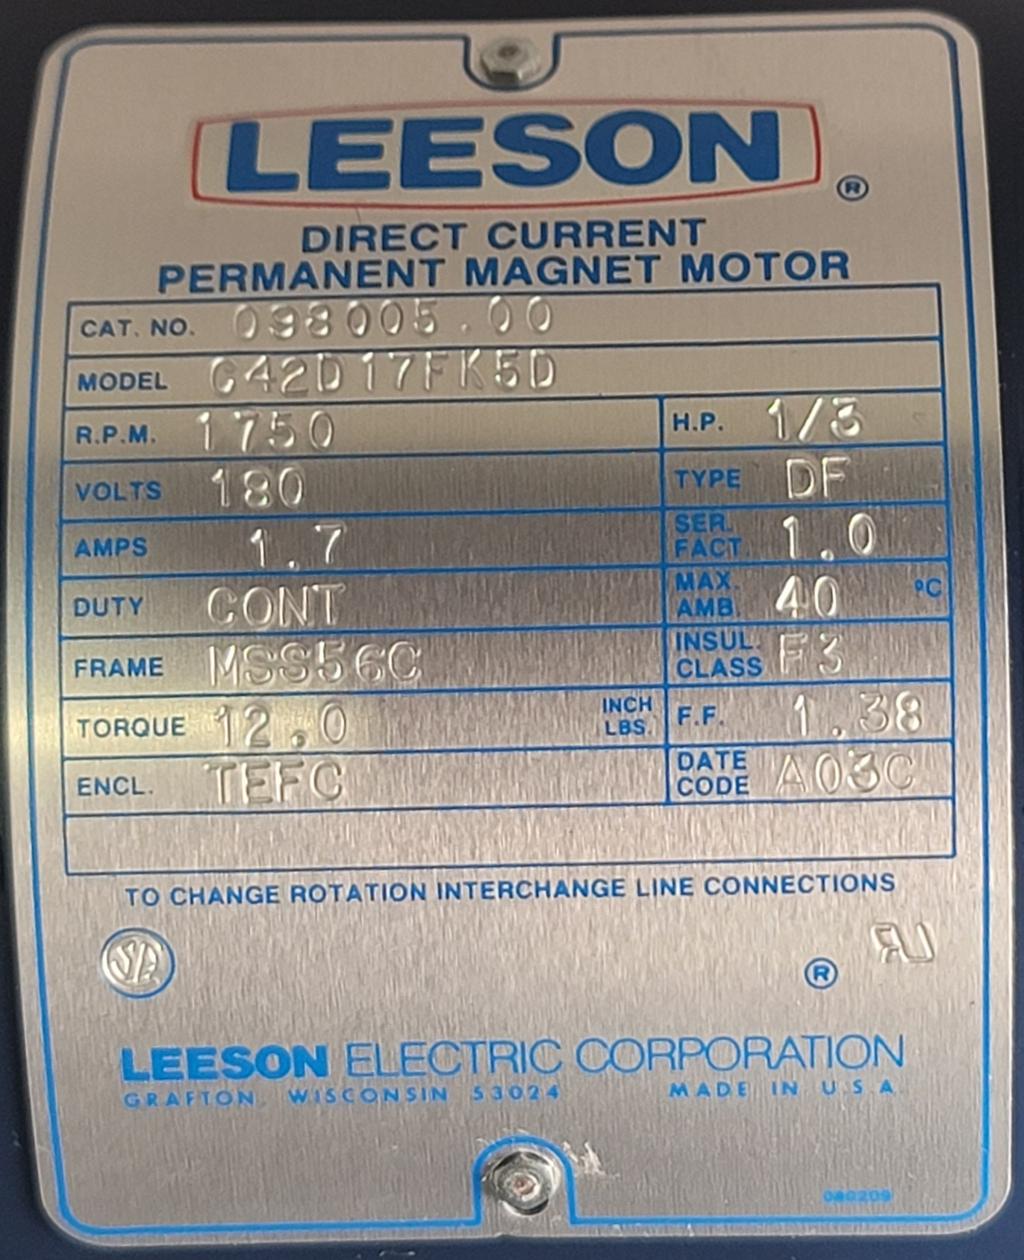 LEESON ®
DIRECT CURRENT
PERMANENT MAGNET MOTOR
CAT. NO. 098005.00
MODEL C42D17FK5D
R.P.M. 1750 H.P. 1/3
VOLTS 180 TYPE DF
AMPS 1.7 SER. FACT. 1.0
DUTY CONT MAX. AMB. 40 °C
FRAME MSS56C INSUL. CLASS F3
TORQUE 12.0 INCH LBS. F.F. 1.38
ENCL. TEFC DATE CODE A03C
TO CHANGE ROTATION INTERCHANGE LINE CONNECTIONS
®
LEESON ELECTRIC CORPORATION
GRAFTON, WISCONSIN 53024 MADE IN U.S.A.